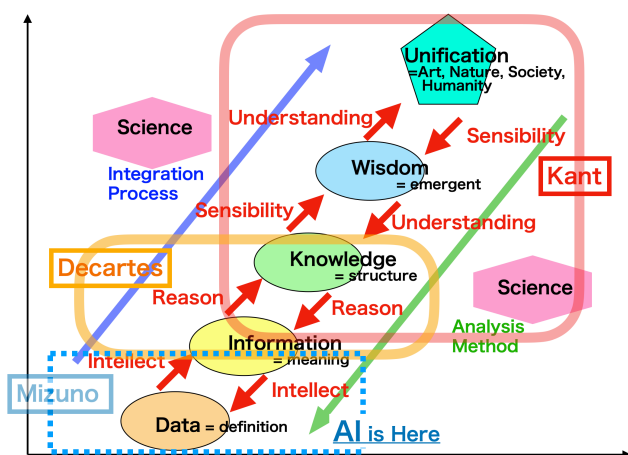 Unification
=Art, Nature, Society,
Humanity
Understanding
Science
Sensibility
Integration
Process
Wisdom
= emergent
Kant
Sensibility
Understanding
Decartes
Knowledge
= structure
Science
Reason
Reason
Analysis
Method
Information
= meaning
Intellect
Mizuno
Intellect
Data = definition
AI is Here